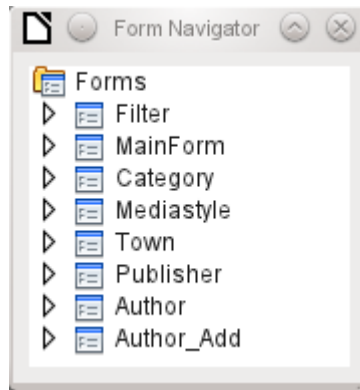 Form Navigator
Forms
Filter
MainForm
Category
Mediastyle
Town
Publisher
Author
Author_Add